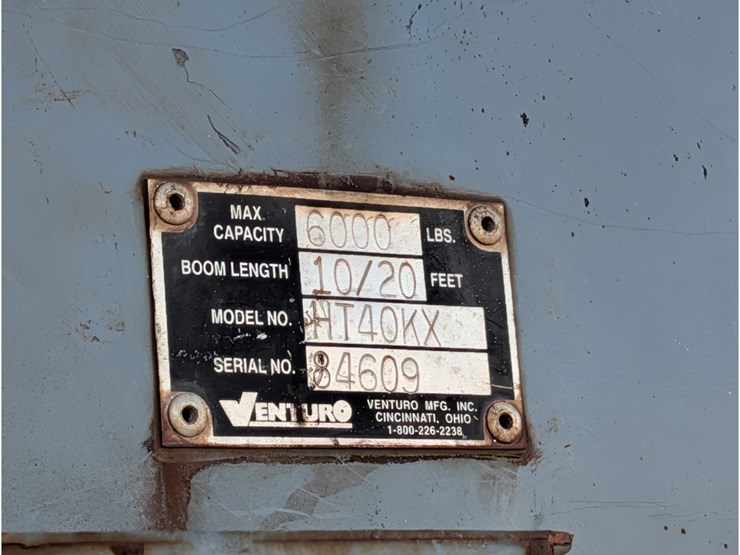 MAX.
CAPACITY 6000 LBS.
BOOM LENGTH 10/20 FEET
MODEL NO. HT40KX
SERIAL NO. 84609
VENTURO VENTURO MFG. INC.
CINCINNATI, OHIO
1-800-226-2238